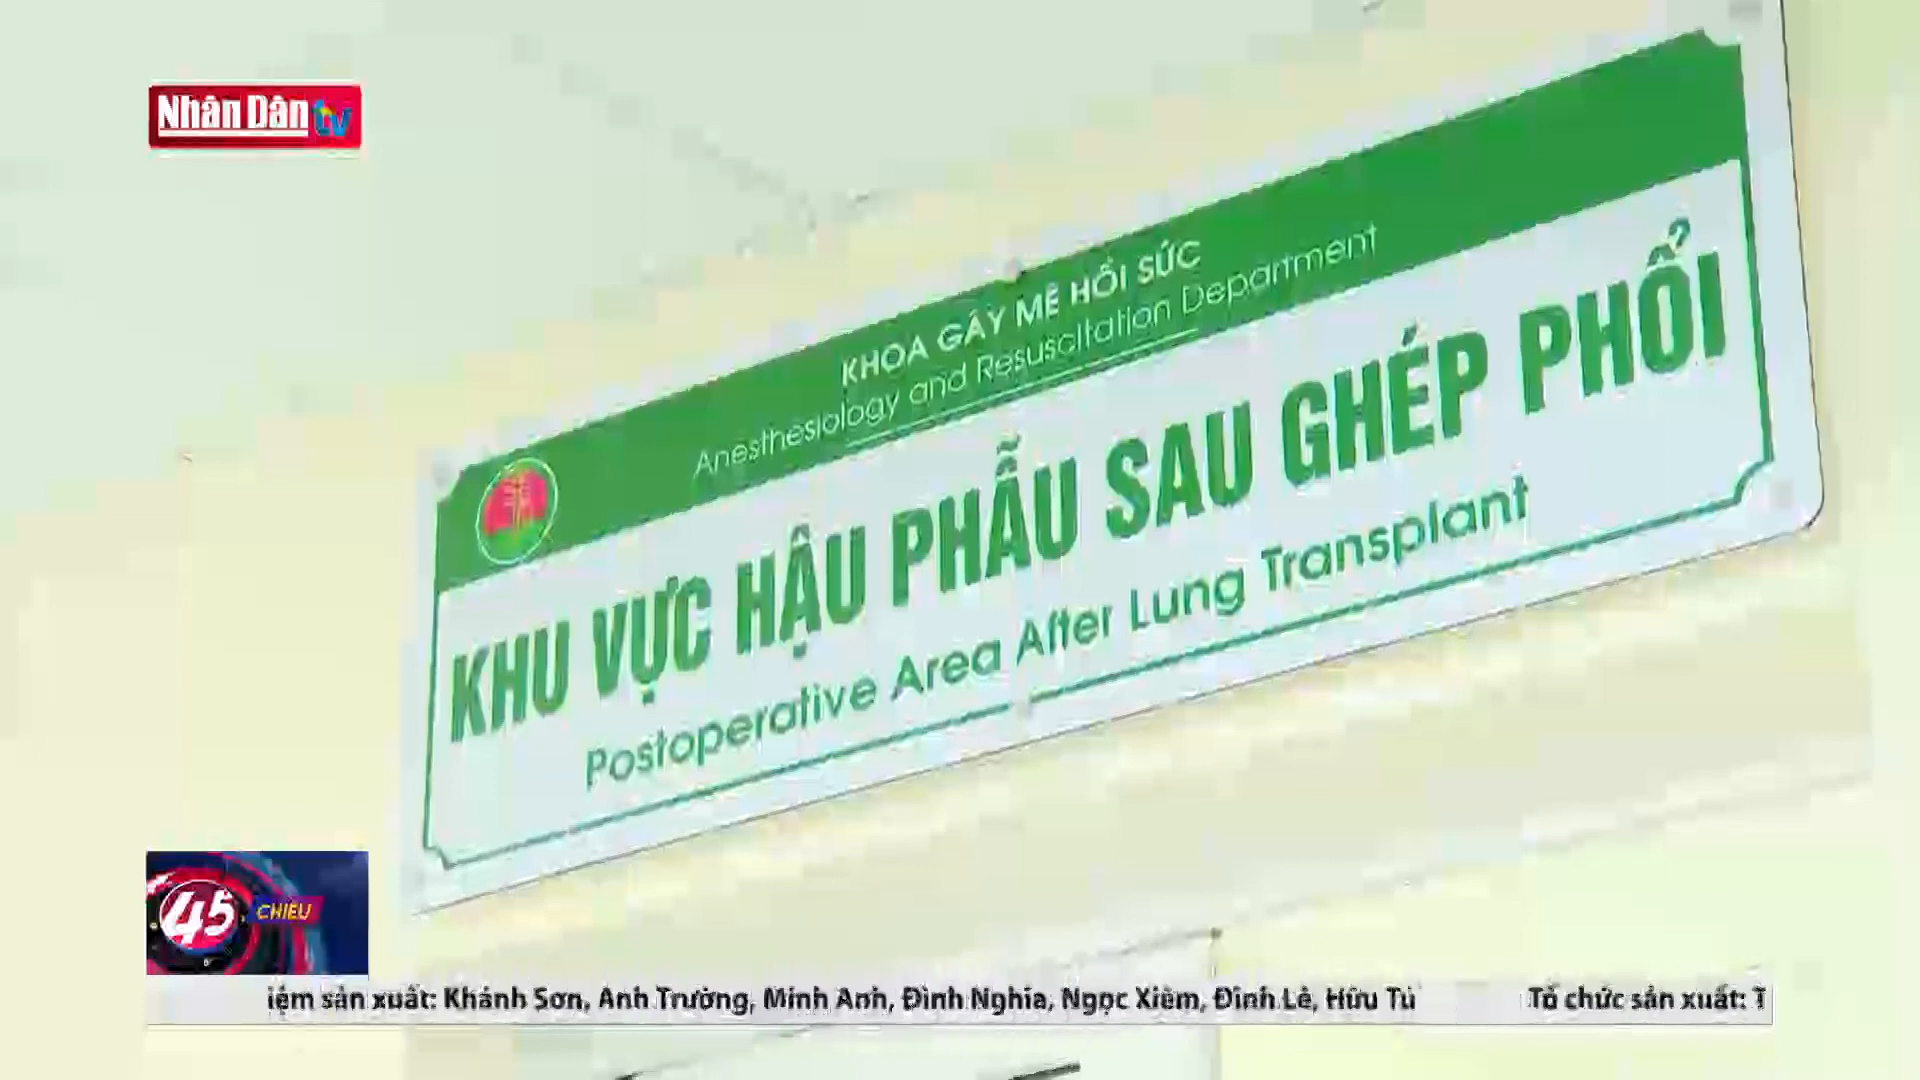 Nhân Dân tv
KHOA GÂY MÊ HỒI SỨC
Anesthesiology and Resuscitation Department
KHU VỰC HẬU PHẪU SAU GHÉP PHỔI
Postoperative Area After Lung Transplant
45 CHIỀU
iệm sản xuất: Khánh Sơn, Anh Trường, Minh Anh, Đình Nghĩa, Ngọc Xiêm, Đình Lê, Hữu Tú Tổ chức sản xuất: T